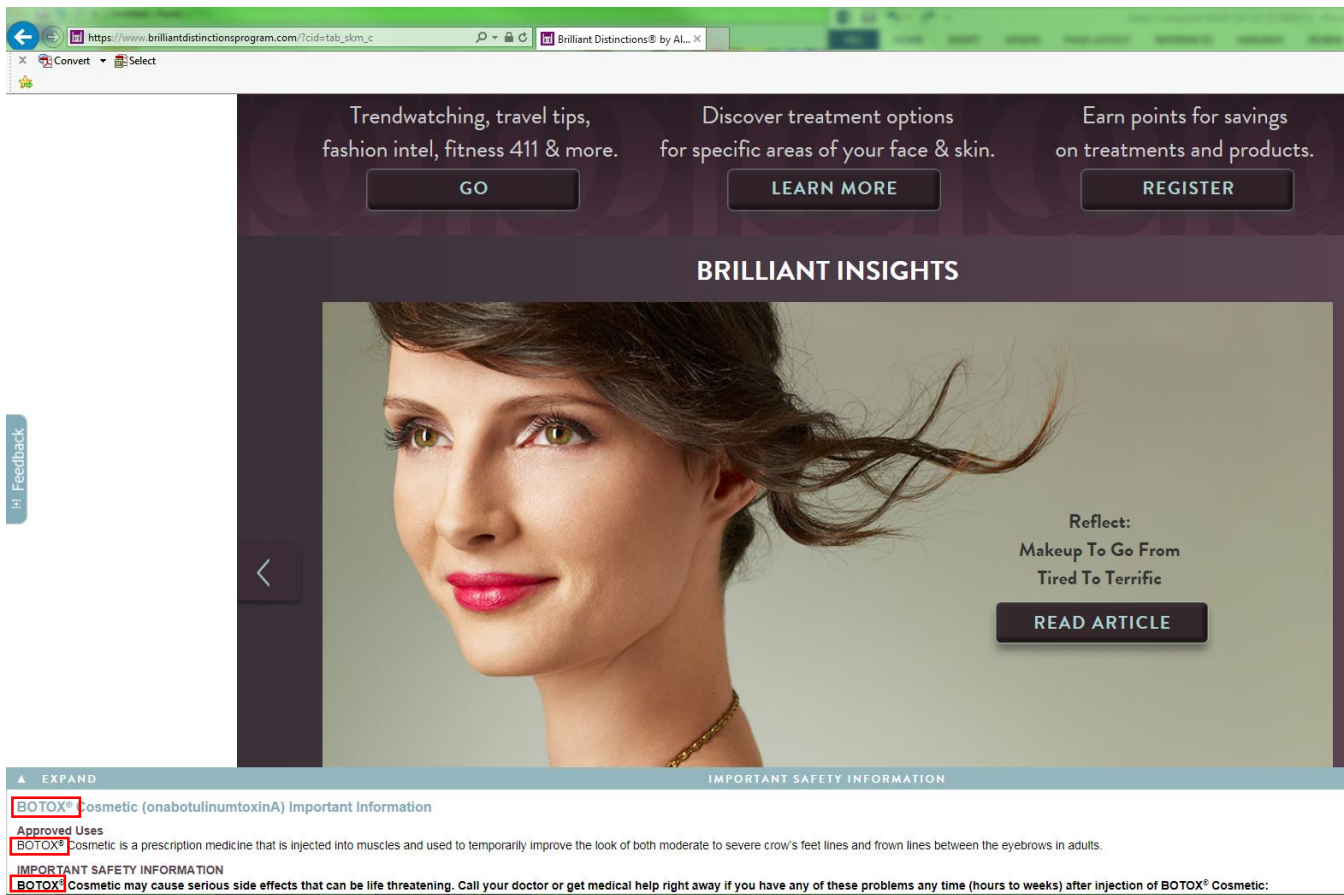 https://www.brilliantdistinctionsprogram.com/?cid=tab_skm_c
Brilliant Distinctions® by Al...
Convert Select
Trendwatching, travel tips,
fashion intel, fitness 411 & more.
GO
Discover treatment options
for specific areas of your face & skin.
LEARN MORE
Earn points for savings
on treatments and products.
REGISTER
BRILLIANT INSIGHTS
[+] Feedback
Reflect:
Makeup To Go From
Tired To Terrific
READ ARTICLE
▲ EXPAND IMPORTANT SAFETY INFORMATION
BOTOX® Cosmetic (onabotulinumtoxinA) Important Information
Approved Uses
BOTOX® Cosmetic is a prescription medicine that is injected into muscles and used to temporarily improve the look of both moderate to severe crow's feet lines and frown lines between the eyebrows in adults.
IMPORTANT SAFETY INFORMATION
BOTOX® Cosmetic may cause serious side effects that can be life threatening. Call your doctor or get medical help right away if you have any of these problems any time (hours to weeks) after injection of BOTOX® Cosmetic: